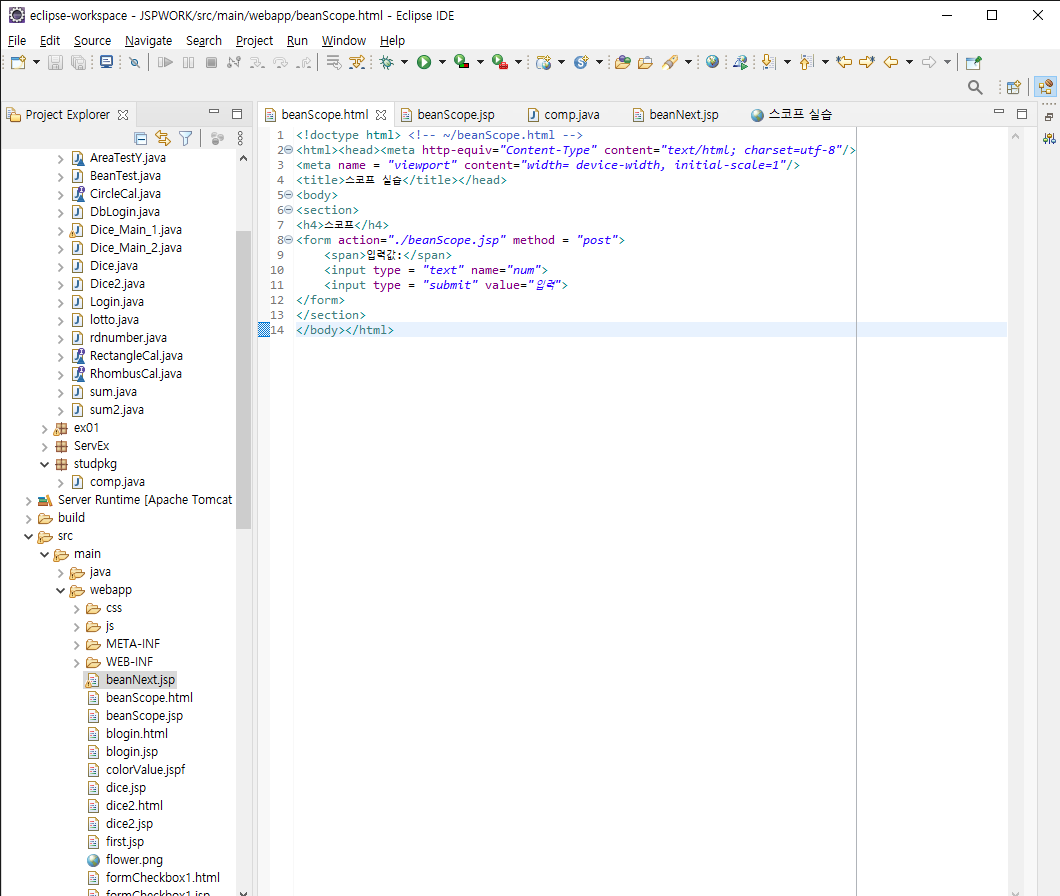 eclipse-workspace - JSPWORK/src/main/webapp/beanScope.html - Eclipse IDE
File Edit Source Navigate Search Project Run Window Help
Project Explorer
beanScope.html beanScope.jsp comp.java beanNext.jsp 스코프 실습
AreaTestY.java
BeanTest.java
CircleCal.java
DbLogin.java
Dice_Main_1.java
Dice_Main_2.java
Dice.java
Dice2.java
Login.java
lotto.java
rdnumber.java
RectangleCal.java
RhombusCal.java
sum.java
sum2.java
ex01
ServEx
studpkg
comp.java
Server Runtime [Apache Tomcat
build
src
main
java
webapp
css
js
META-INF
WEB-INF
beanNext.jsp
beanScope.html
beanScope.jsp
blogin.html
blogin.jsp
colorValue.jspf
dice.jsp
dice2.html
dice2.jsp
first.jsp
flower.png
formCheckbox1.html
formCheckbox1.jsp
1 <!doctype html> <!-- ~/beanScope.html -->
2 <html><head><meta http-equiv="Content-Type" content="text/html; charset=utf-8"/>
3 <meta name = "viewport" content="width= device-width, initial-scale=1"/>
4 <title>스코프 실습</title></head>
5 <body>
6 <section>
7 <h4>스코프</h4>
8 <form action="./beanScope.jsp" method = "post">
9 <span>입력값:</span>
10 <input type = "text" name="num">
11 <input type = "submit" value="입력">
12 </form>
13 </section>
14 </body></html>